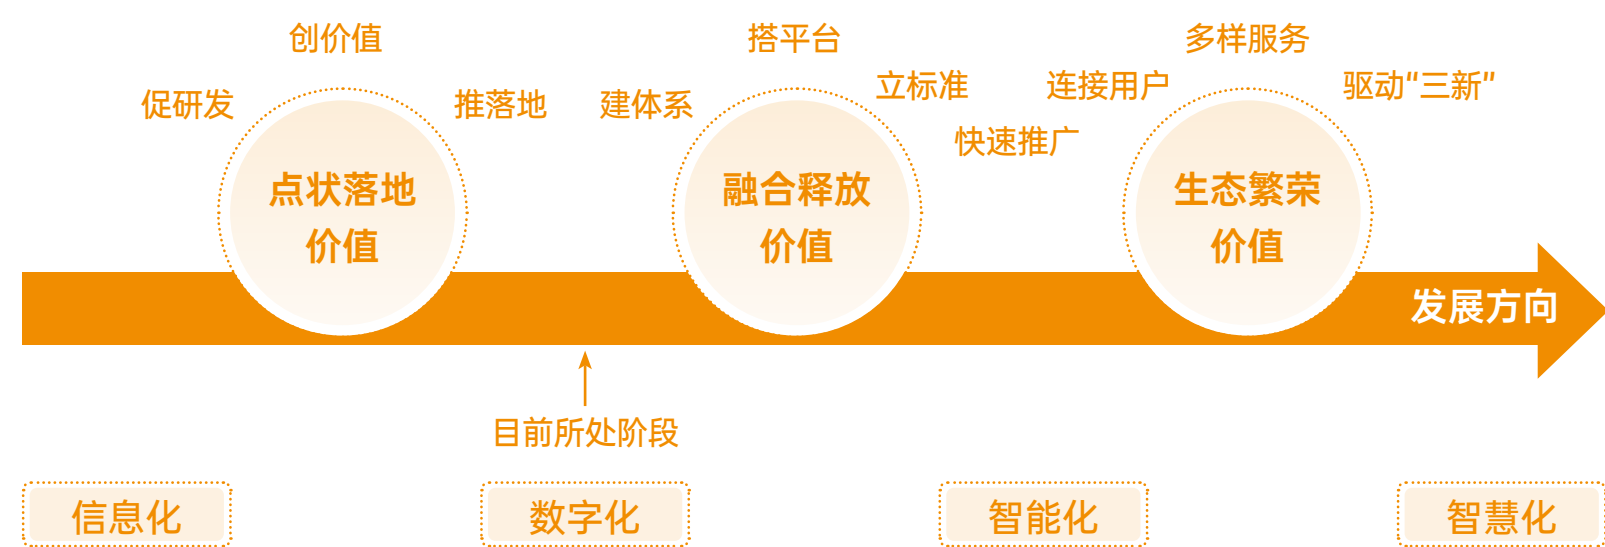 创价值
促研发
推落地
点状落地
价值
搭平台
建体系
立标准
快速推广
融合释放
价值
多样服务
连接用户
驱动“三新”
生态繁荣
价值
发展方向
目前所处阶段
信息化
数字化
智能化
智慧化